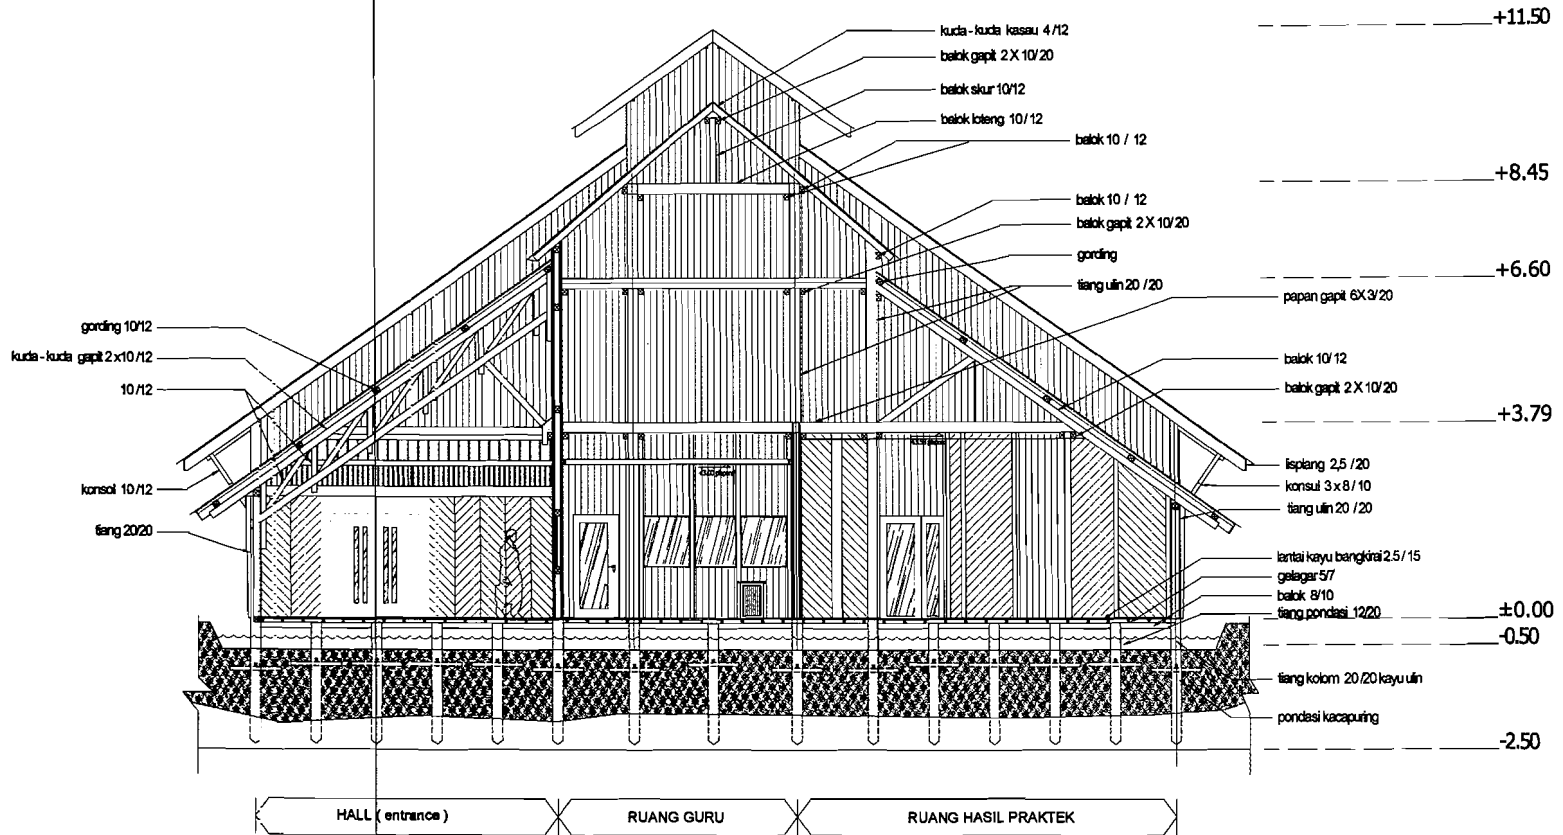 +11.50
kuda-kuda kasau 4/12
balok gapit 2 X 10/20
balok skur 10/12
balok loteng 10/12
balok 10 / 12
+8.45
balok 10 / 12
balok gapit 2 X 10/20
gording
+6.60
tiang ulin 20 / 20
papan gapit 6X3/20
gording 10/12
kuda-kuda gapit 2x10/12
10/12
balok 10/12
balok gapit 2 X 10/20
+3.79
lisplang 2,5 / 20
konsol 10/12
konsul 3 x 8 / 10
tiang ulin 20 / 20
tiang 20/20
lantai kayu bangkirai 2.5 / 15
gelagar 5/7
balok 8/10
tiang pondasi 12/20
±0.00
-0.50
tiang kolom 20/20 kayu ulin
pondasi kacapuring
-2.50
HALL ( entrance )
RUANG GURU
RUANG HASIL PRAKTEK